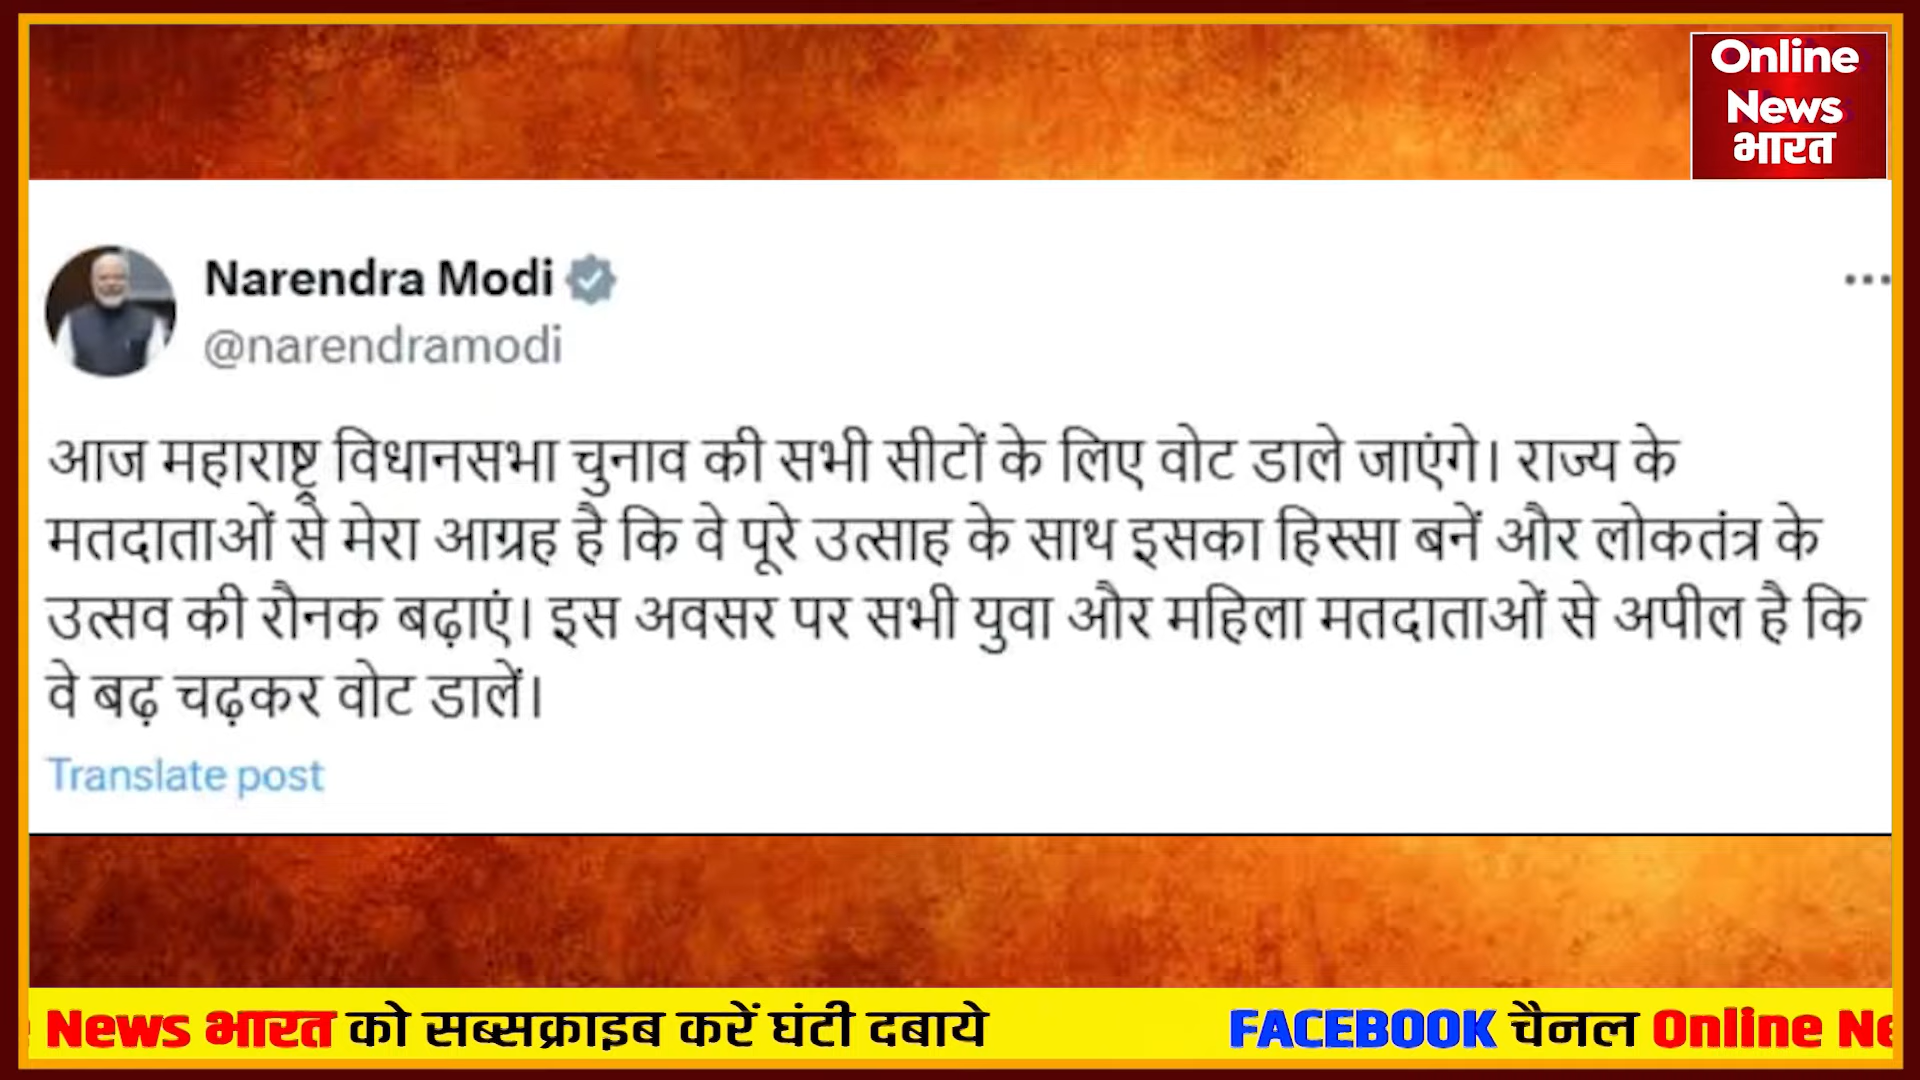 Online
News
भारत
Narendra Modi
@narendramodi
आज महाराष्ट्र विधानसभा चुनाव की सभी सीटों के लिए वोट डाले जाएंगे। राज्य के
मतदाताओं से मेरा आग्रह है कि वे पूरे उत्साह के साथ इसका हिस्सा बनें और लोकतंत्र के
उत्सव की रौनक बढ़ाएं। इस अवसर पर सभी युवा और महिला मतदाताओं से अपील है कि
वे बढ़ चढ़कर वोट डालें।
Translate post
News भारत को सब्सक्राइब करें घंटी दबाये FACEBOOK चैनल Online Ne